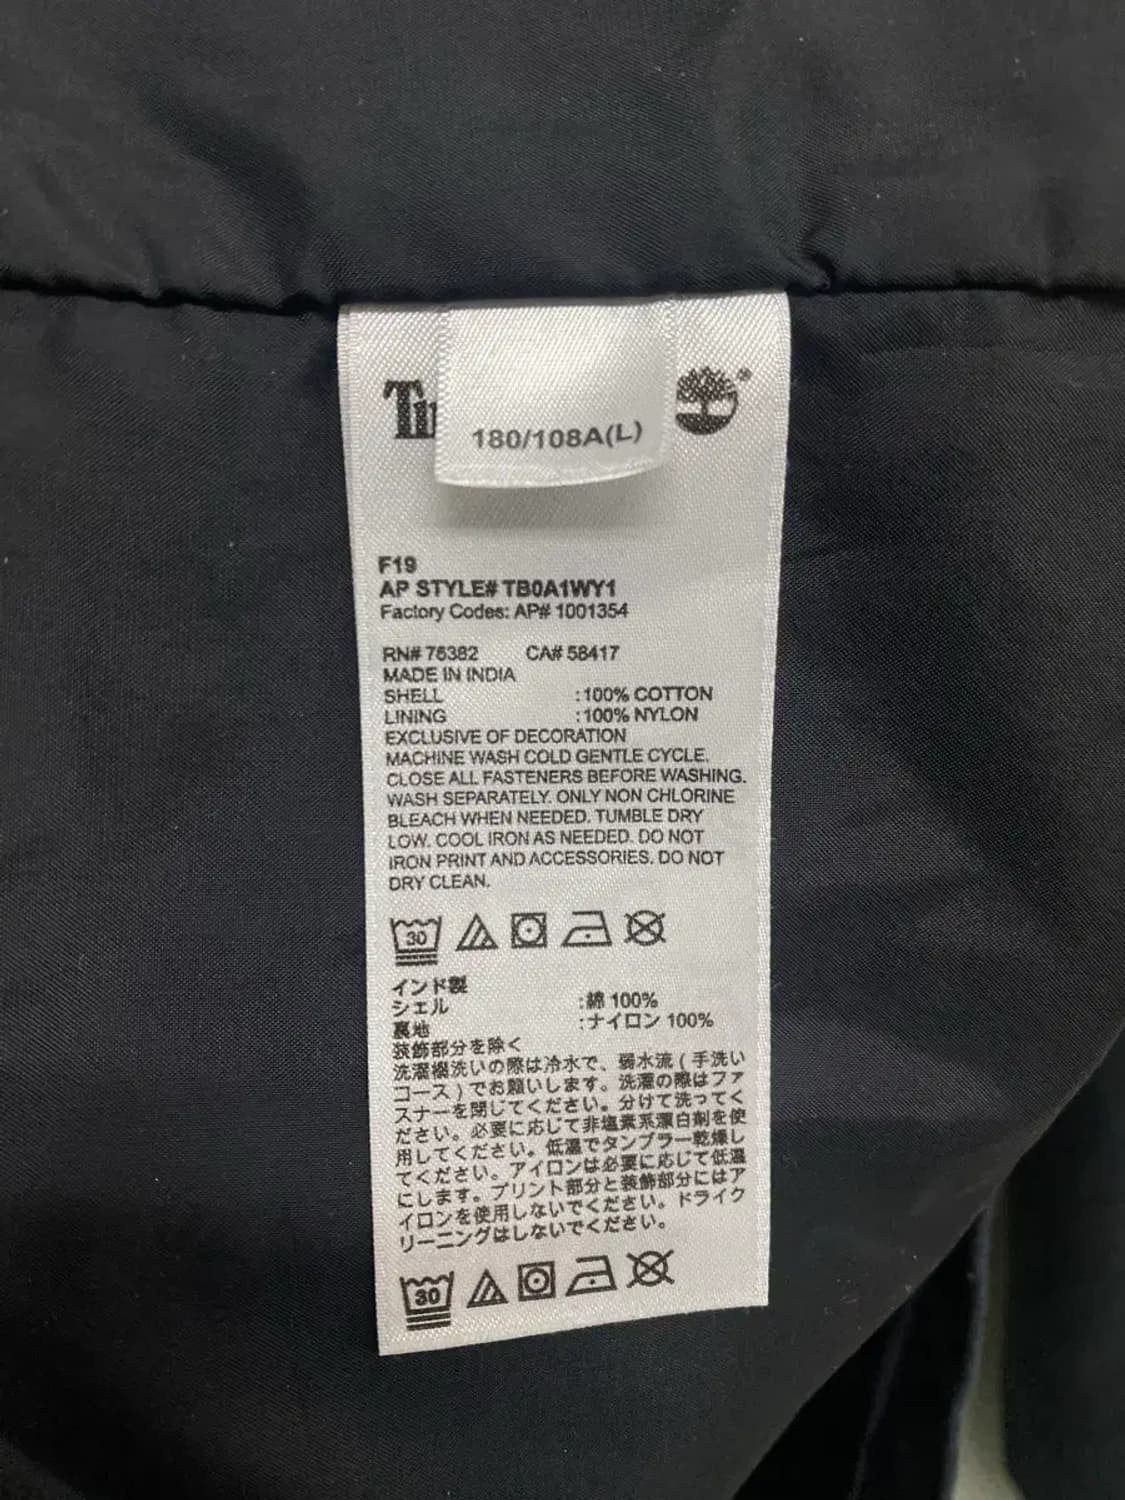 180/108A(L)
F19
AP STYLE# TB0A1WY1
Factory Codes: AP# 1001354
RN# 76382 CA# 58417
MADE IN INDIA
SHELL :100% COTTON
LINING :100% NYLON
EXCLUSIVE OF DECORATION
MACHINE WASH COLD GENTLE CYCLE.
CLOSE ALL FASTENERS BEFORE WASHING.
WASH SEPARATELY. ONLY NON CHLORINE
BLEACH WHEN NEEDED. TUMBLE DRY
LOW. COOL IRON AS NEEDED. DO NOT
IRON PRINT AND ACCESSORIES. DO NOT
DRY CLEAN.
30
インド製
シェル :綿 100%
裏地 :ナイロン 100%
装飾部分を除く
洗濯機洗いの際は冷水で、弱水流 ( 手洗い
コース ) でお願いします。洗濯の際はファ
スナーを閉じてください。分けて洗ってく
ださい。必要に応じて非塩素系漂白剤を使
用してください。低温でタンブラー乾燥し
てください。アイロンは必要に応じて低温
にします。プリント部分と装飾部分にはア
イロンを使用しないでください。ドライク
リーニングはしないでください。
30